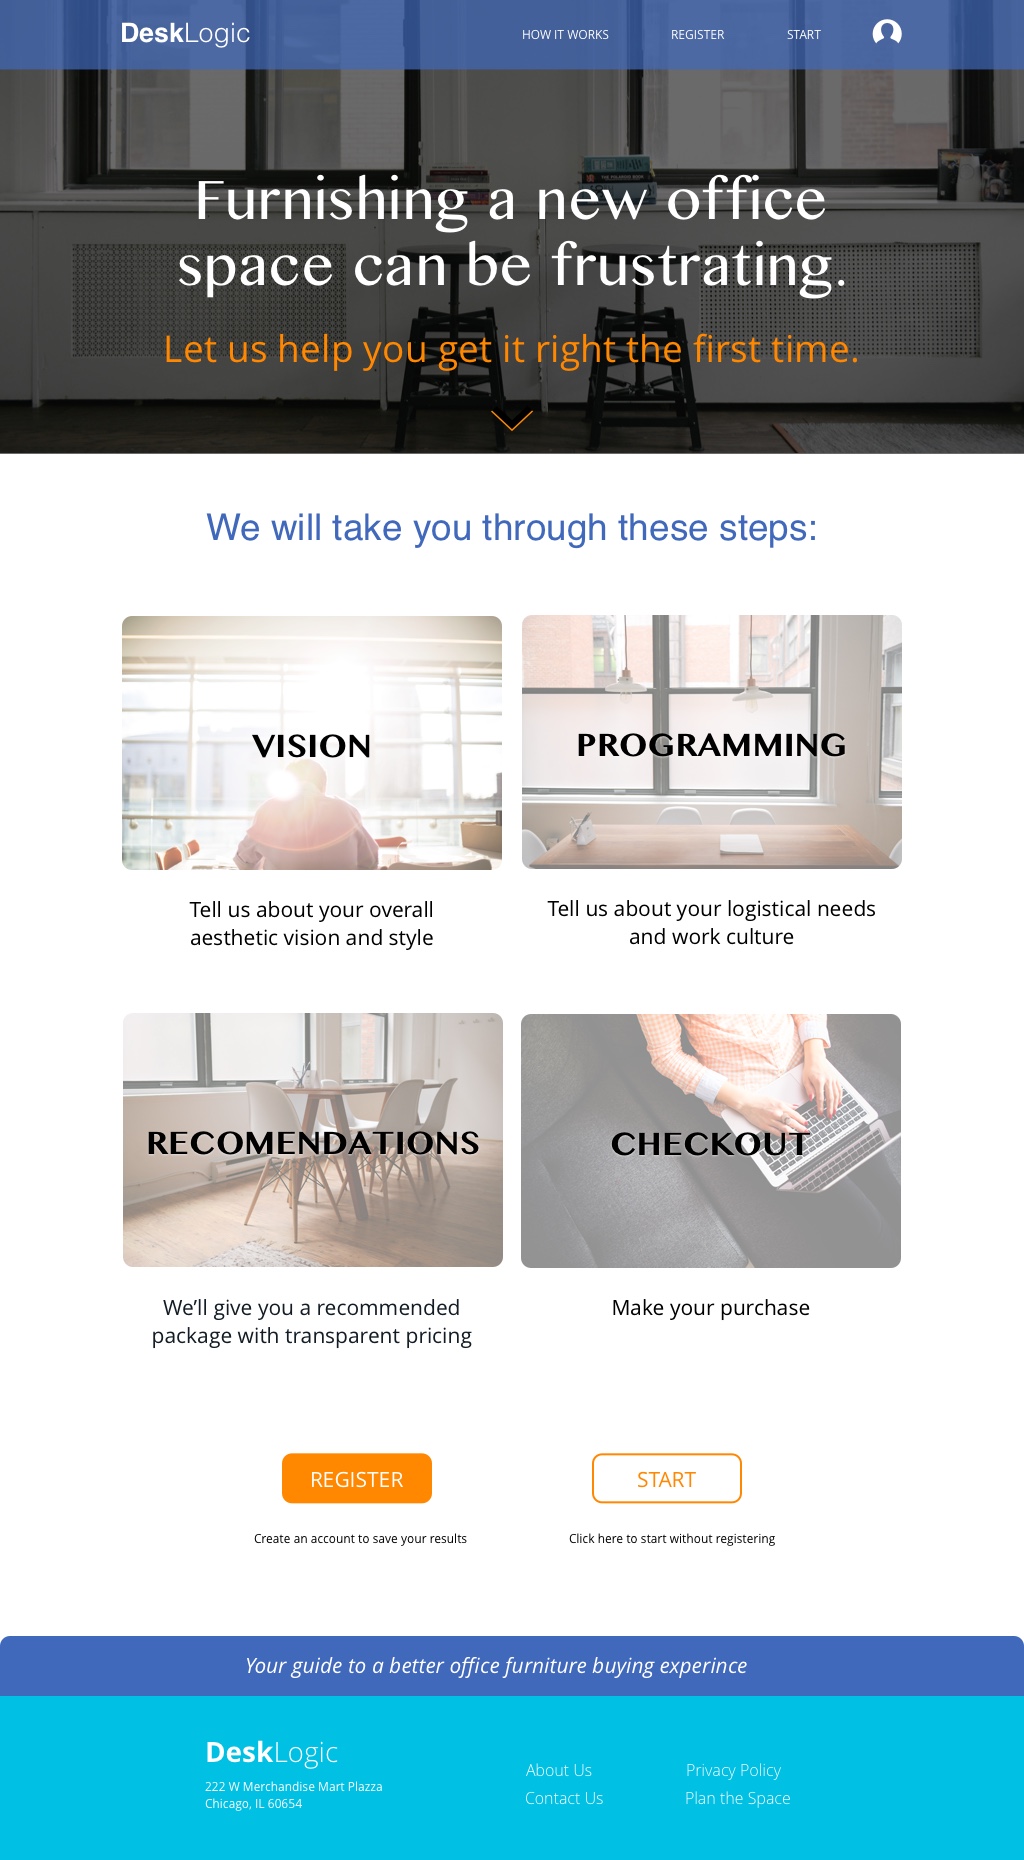 DeskLogic
HOW IT WORKS
REGISTER
START
Furnishing a new office
space can be frustrating.
Let us help you get it right the first time.
We will take you through these steps:
VISION
PROGRAMMING
Tell us about your overall
aesthetic vision and style
Tell us about your logistical needs
and work culture
RECOMENDATIONS
CHECKOUT
We’ll give you a recommended
package with transparent pricing
Make your purchase
REGISTER
START
Create an account to save your results
Click here to start without registering
Your guide to a better office furniture buying experince
DeskLogic
222 W Merchandise Mart Plazza
Chicago, IL 60654
About Us
Contact Us
Privacy Policy
Plan the Space